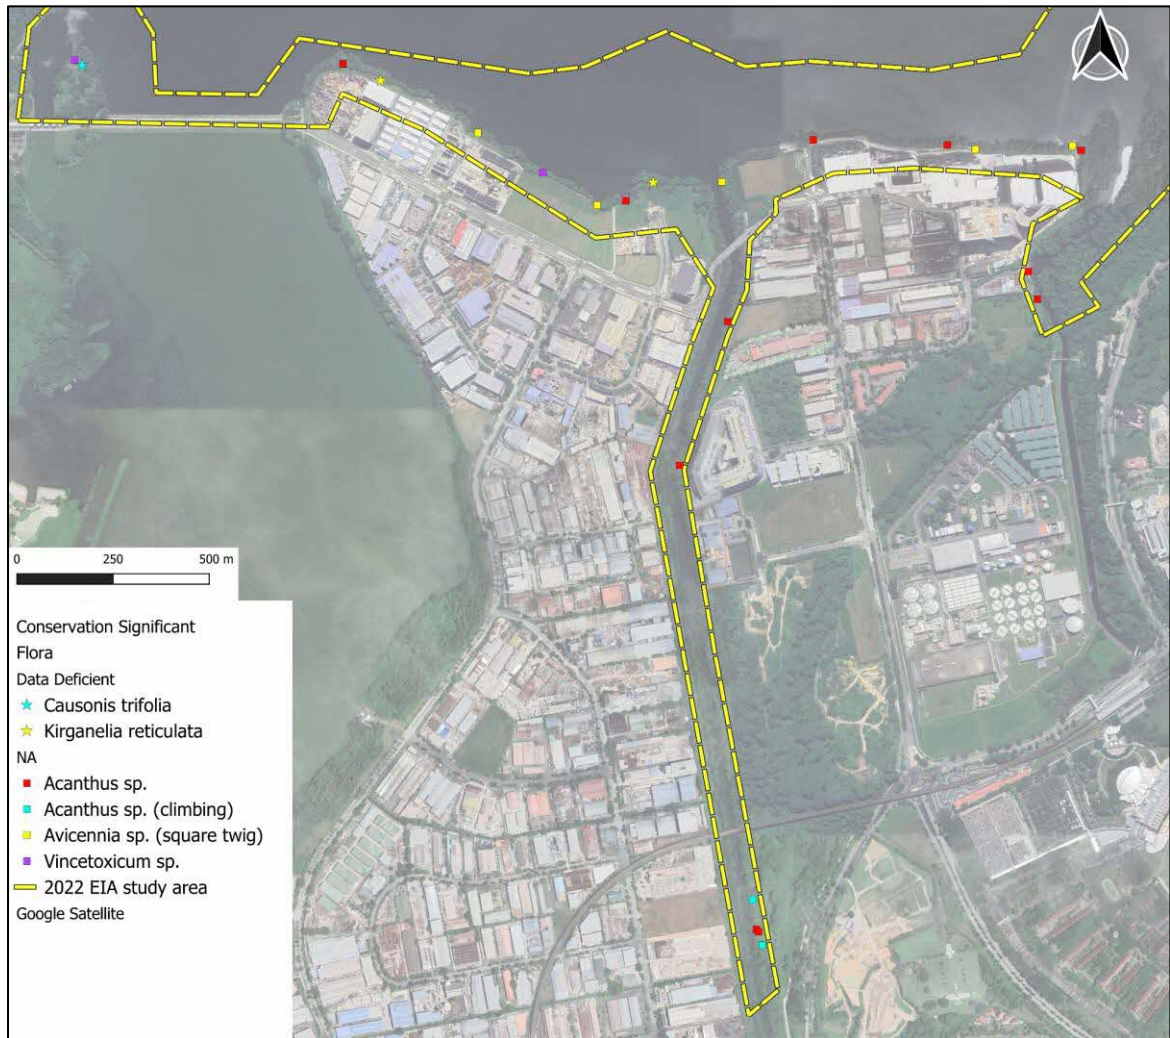 0 250 500 m
Conservation Significant
Flora
Data Deficient
Causonis trifolia
Kirganelia reticulata
NA
Acanthus sp.
Acanthus sp. (climbing)
Avicennia sp. (square twig)
Vincetoxicum sp.
2022 EIA study area
Google Satellite